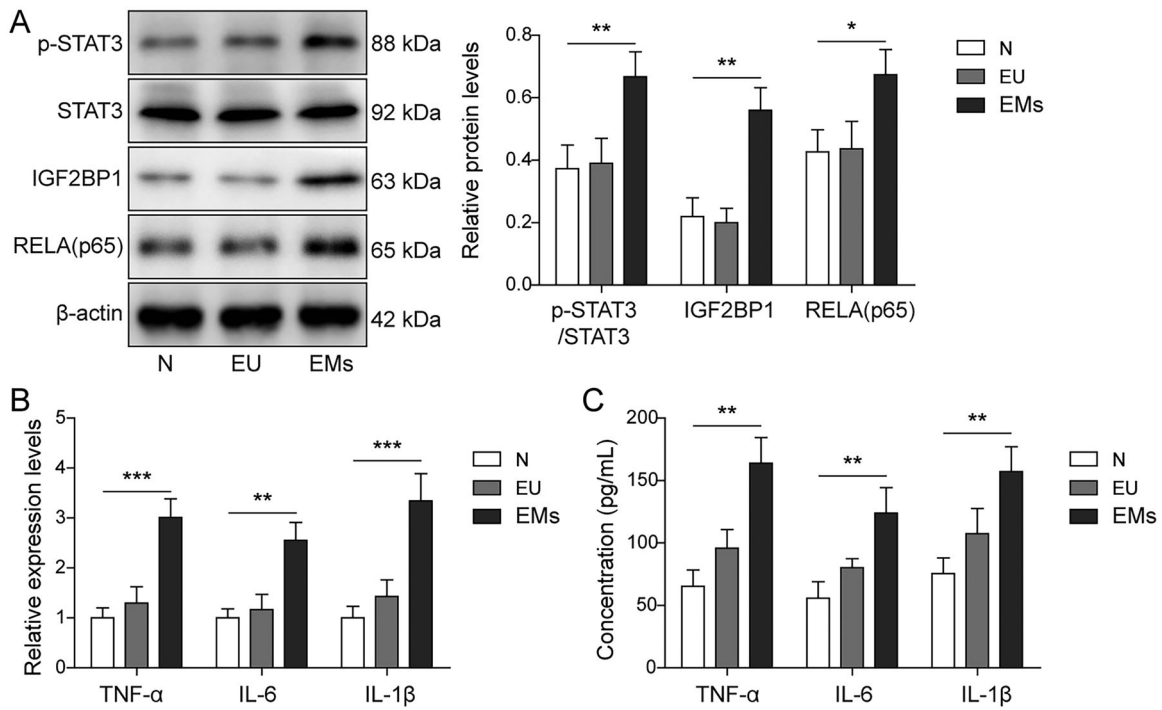 A
p-STAT3
88 kDa
STAT3
92 kDa
IGF2BP1
63 kDa
RELA(p65)
65 kDa
β-actin
42 kDa
N EU EMs
Relative protein levels
0.8
0.6
0.4
0.2
0.0
** ** *
p-STAT3
/STAT3
IGF2BP1
RELA(p65)
N
EU
EMs
B
Relative expression levels
5
4
3
2
1
0
*** ** ***
TNF-α IL-6 IL-1β
N
EU
EMs
C
Concentration (pg/mL)
200
150
100
50
0
** ** **
TNF-α IL-6 IL-1β
N
EU
EMs